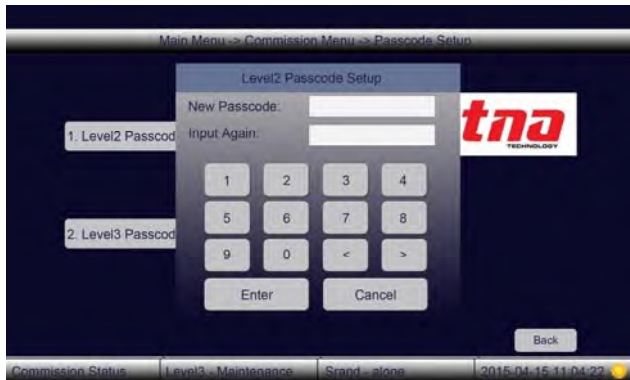 Main Menu -> Commission Menu -> Passcode Setup
Level2 Passcode Setup
New Passcode:
Input Again:
tna
TECHNOLOGY
1. Level2 Passcod
2. Level3 Passcod
1 2 3 4
5 6 7 8
9 0 < >
Enter Cancel
Back
Commission Status Level3 - Maintenance Srand - alone 2015-04-15 11:04:22